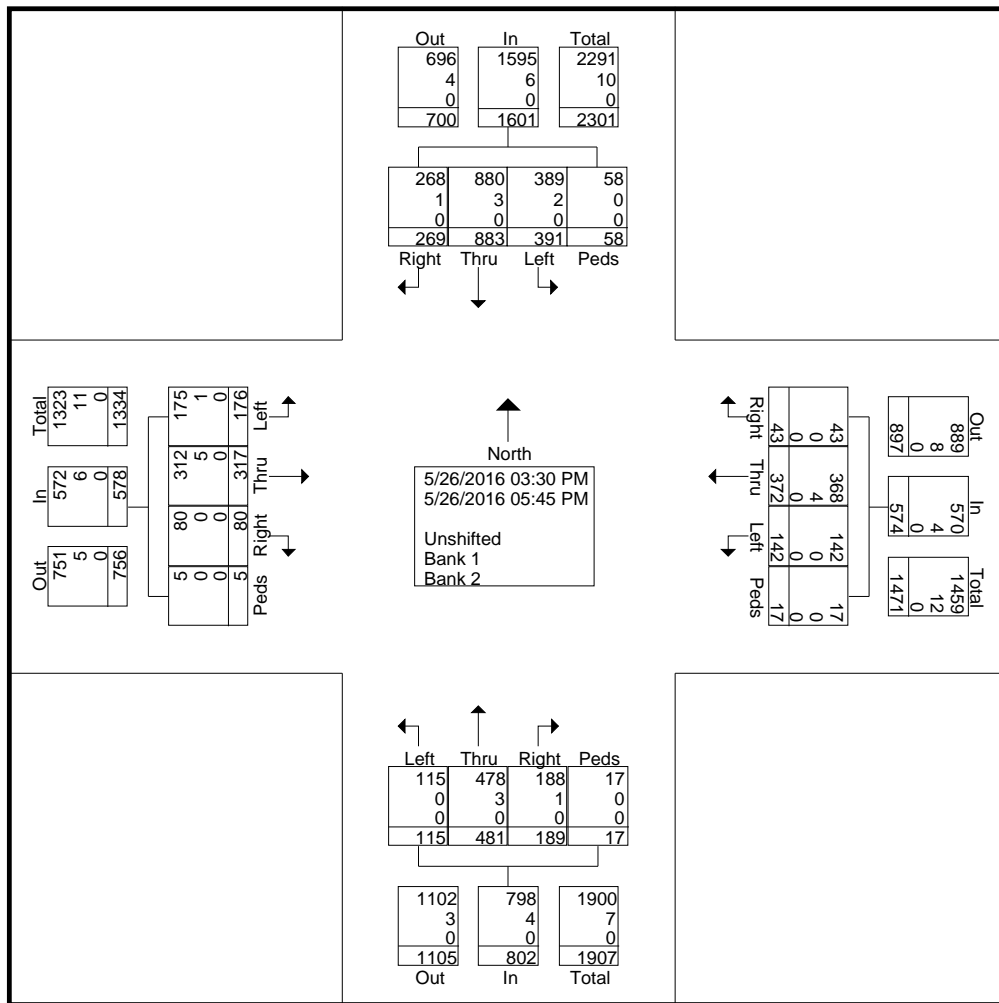 Out In Total
696 1595 2291
4 6 10
0 0 0
700 1601 2301
268 880 389 58
1 3 2 0
0 0 0 0
269 883 391 58
Right Thru Left Peds
Total
1323
11
0
1334
In
572
6
0
578
Out
751
5
0
756
Left
175
1
0
176
Thru
312
5
0
317
Right
80
0
0
80
Peds
5
0
0
5
North
5/26/2016 03:30 PM
5/26/2016 05:45 PM
Unshifted
Bank 1
Bank 2
Right
43
0
0
43
Thru
368
4
0
372
Left
142
0
0
142
Peds
17
0
0
17
Out
889
8
0
897
In
570
4
0
574
Total
1459
12
0
1471
Left Thru Right Peds
115 478 188 17
0 3 1 0
0 0 0 0
115 481 189 17
1102 798 1900
3 4 7
0 0 0
1105 802 1907
Out In Total